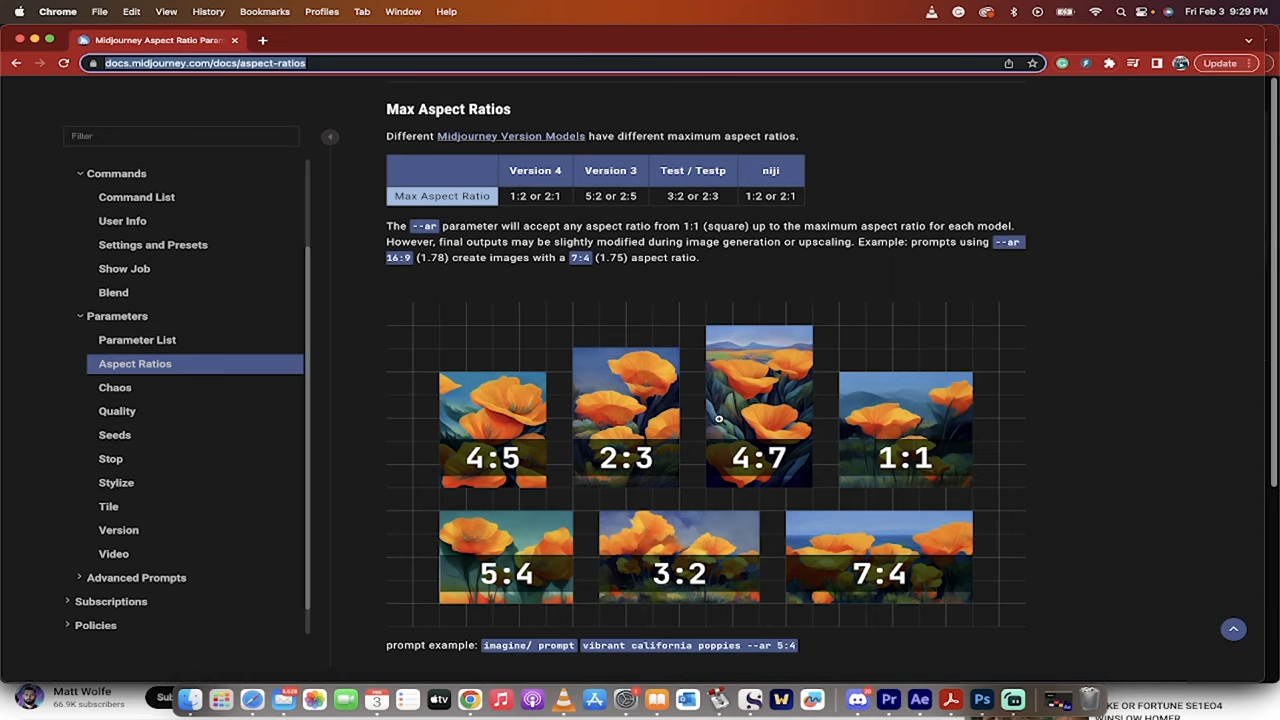 Chrome File Edit View History Bookmarks Profiles Tab Window Help Fri Feb 3 9:29 PM
Midjourney Aspect Ratio Para
docs.midjourney.com/docs/aspect-ratios Update
Filter
Commands
Command List
User Info
Settings and Presets
Show Job
Blend
Parameters
Parameter List
Aspect Ratios
Chaos
Quality
Seeds
Stop
Stylize
Tile
Version
Video
Advanced Prompts
Subscriptions
Policies
Max Aspect Ratios
Different Midjourney Version Models have different maximum aspect ratios.
Version 4 Version 3 Test / Testp niji
Max Aspect Ratio 1:2 or 2:1 5:2 or 2:5 3:2 or 2:3 1:2 or 2:1
The --ar parameter will accept any aspect ratio from 1:1 (square) up to the maximum aspect ratio for each model.
However, final outputs may be slightly modified during image generation or upscaling. Example: prompts using --ar
16:9 (1.78) create images with a 7:4 (1.75) aspect ratio.
4:5 2:3 4:7 1:1
5:4 3:2 7:4
prompt example: imagine/ prompt vibrant california poppies --ar 5:4
Matt Wolfe
66.9K subscribers
Sub
KE OR FORTUNE SE1EO4
WINSLOW HOMER